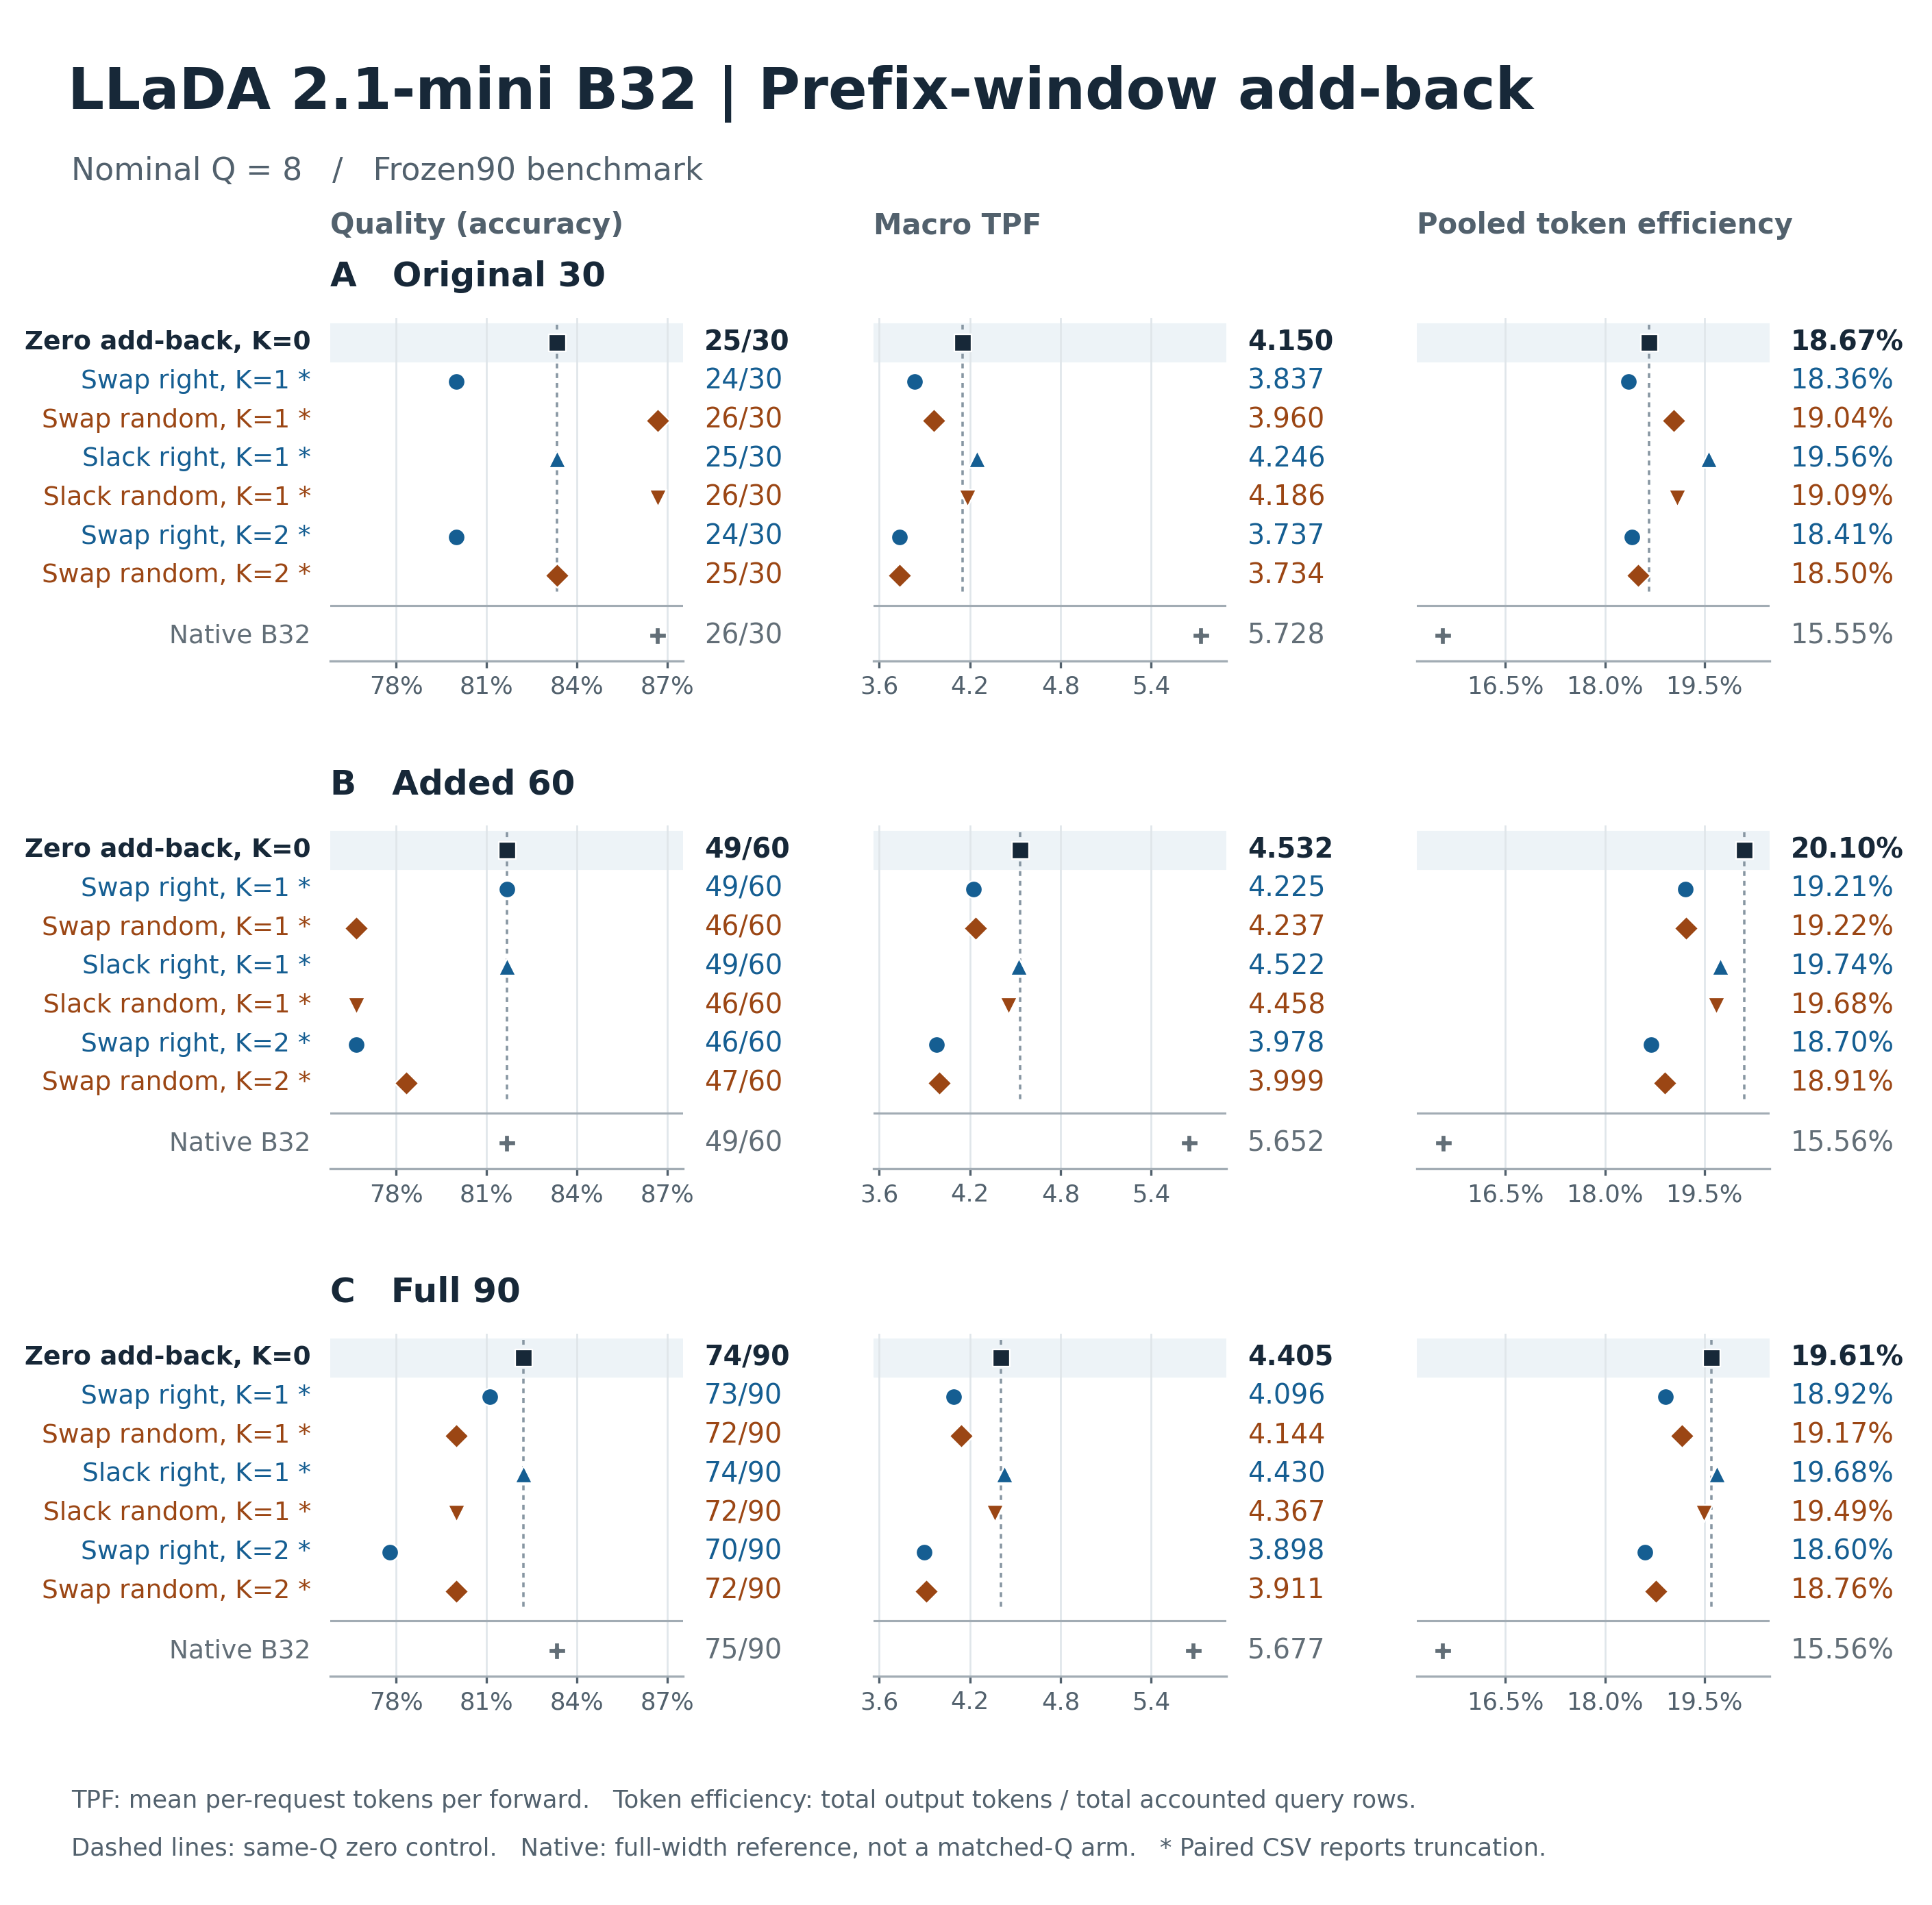 LLaDA 2.1-mini B32 | Prefix-window add-back
Nominal Q = 8 / Frozen90 benchmark
Quality (accuracy) Macro TPF Pooled token efficiency
A Original 30
Zero add-back, K=0 25/30 4.150 18.67%
Swap right, K=1 * 24/30 3.837 18.36%
Swap random, K=1 * 26/30 3.960 19.04%
Slack right, K=1 * 25/30 4.246 19.56%
Slack random, K=1 * 26/30 4.186 19.09%
Swap right, K=2 * 24/30 3.737 18.41%
Swap random, K=2 * 25/30 3.734 18.50%
Native B32 26/30 5.728 15.55%
78% 81% 84% 87% 3.6 4.2 4.8 5.4 16.5% 18.0% 19.5%
B Added 60
Zero add-back, K=0 49/60 4.532 20.10%
Swap right, K=1 * 49/60 4.225 19.21%
Swap random, K=1 * 46/60 4.237 19.22%
Slack right, K=1 * 49/60 4.522 19.74%
Slack random, K=1 * 46/60 4.458 19.68%
Swap right, K=2 * 46/60 3.978 18.70%
Swap random, K=2 * 47/60 3.999 18.91%
Native B32 49/60 5.652 15.56%
78% 81% 84% 87% 3.6 4.2 4.8 5.4 16.5% 18.0% 19.5%
C Full 90
Zero add-back, K=0 74/90 4.405 19.61%
Swap right, K=1 * 73/90 4.096 18.92%
Swap random, K=1 * 72/90 4.144 19.17%
Slack right, K=1 * 74/90 4.430 19.68%
Slack random, K=1 * 72/90 4.367 19.49%
Swap right, K=2 * 70/90 3.898 18.60%
Swap random, K=2 * 72/90 3.911 18.76%
Native B32 75/90 5.677 15.56%
78% 81% 84% 87% 3.6 4.2 4.8 5.4 16.5% 18.0% 19.5%
TPF: mean per-request tokens per forward. Token efficiency: total output tokens / total accounted query rows.
Dashed lines: same-Q zero control. Native: full-width reference, not a matched-Q arm. * Paired CSV reports truncation.